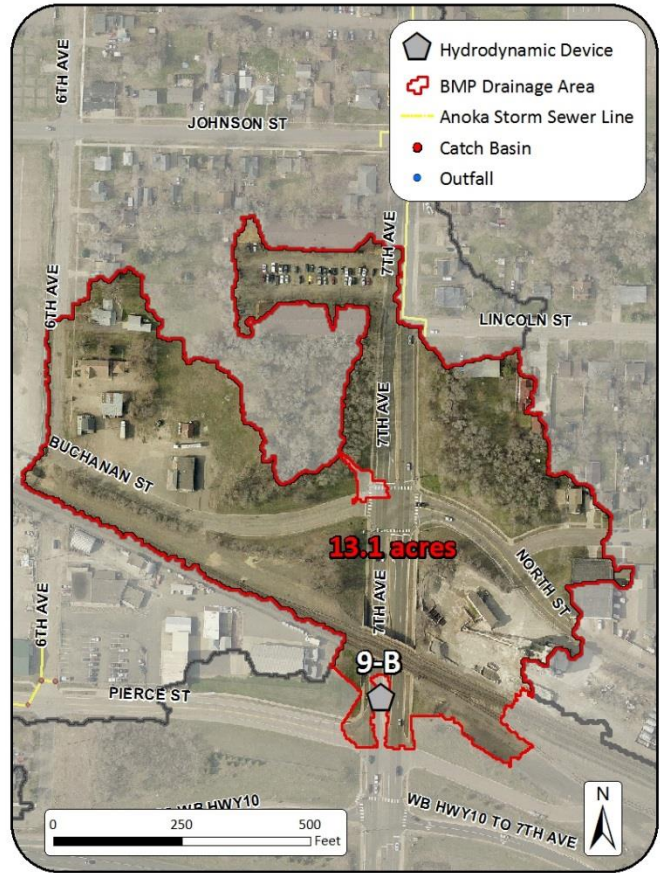 Hydrodynamic Device
BMP Drainage Area
Anoka Storm Sewer Line
Catch Basin
Outfall
6TH AVE
JOHNSON ST
7TH AVE
6TH AVE
LINCOLN ST
7TH AVE
BUCHANAN ST
13.1 acres
NORTH ST
7TH AVE
6TH AVE
9-B
PIERCE ST
WB HWY10
WB HWY10 TO 7TH AVE
N
0 250 500
Feet